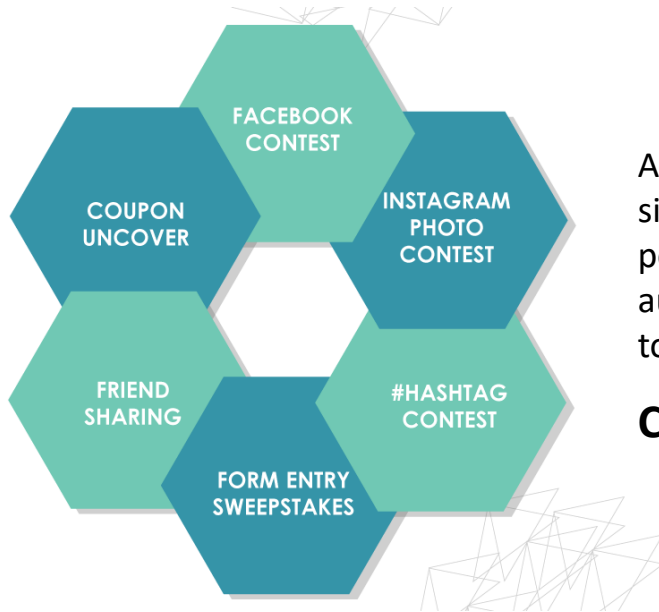 FACEBOOK
CONTEST
INSTAGRAM
PHOTO
CONTEST
#HASHTAG
CONTEST
FORM ENTRY
SWEEPSTAKES
FRIEND
SHARING
COUPON
UNCOVER